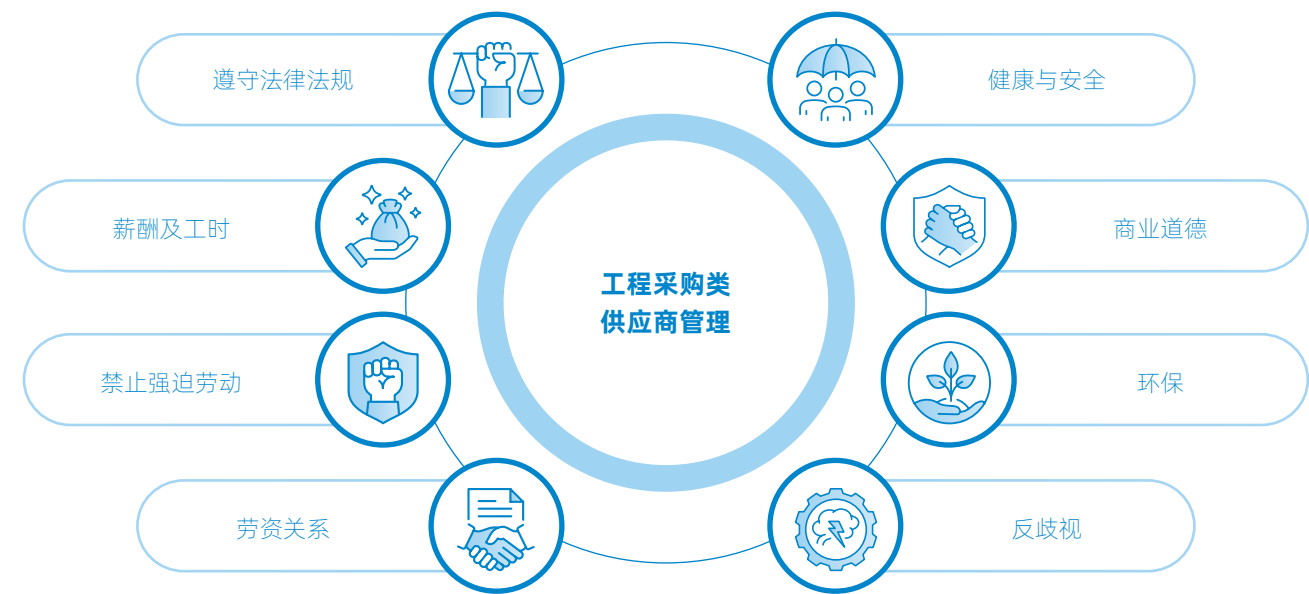 遵守法律法规
健康与安全
薪酬及工时
商业道德
工程采购类
供应商管理
禁止强迫劳动
环保
劳资关系
反歧视